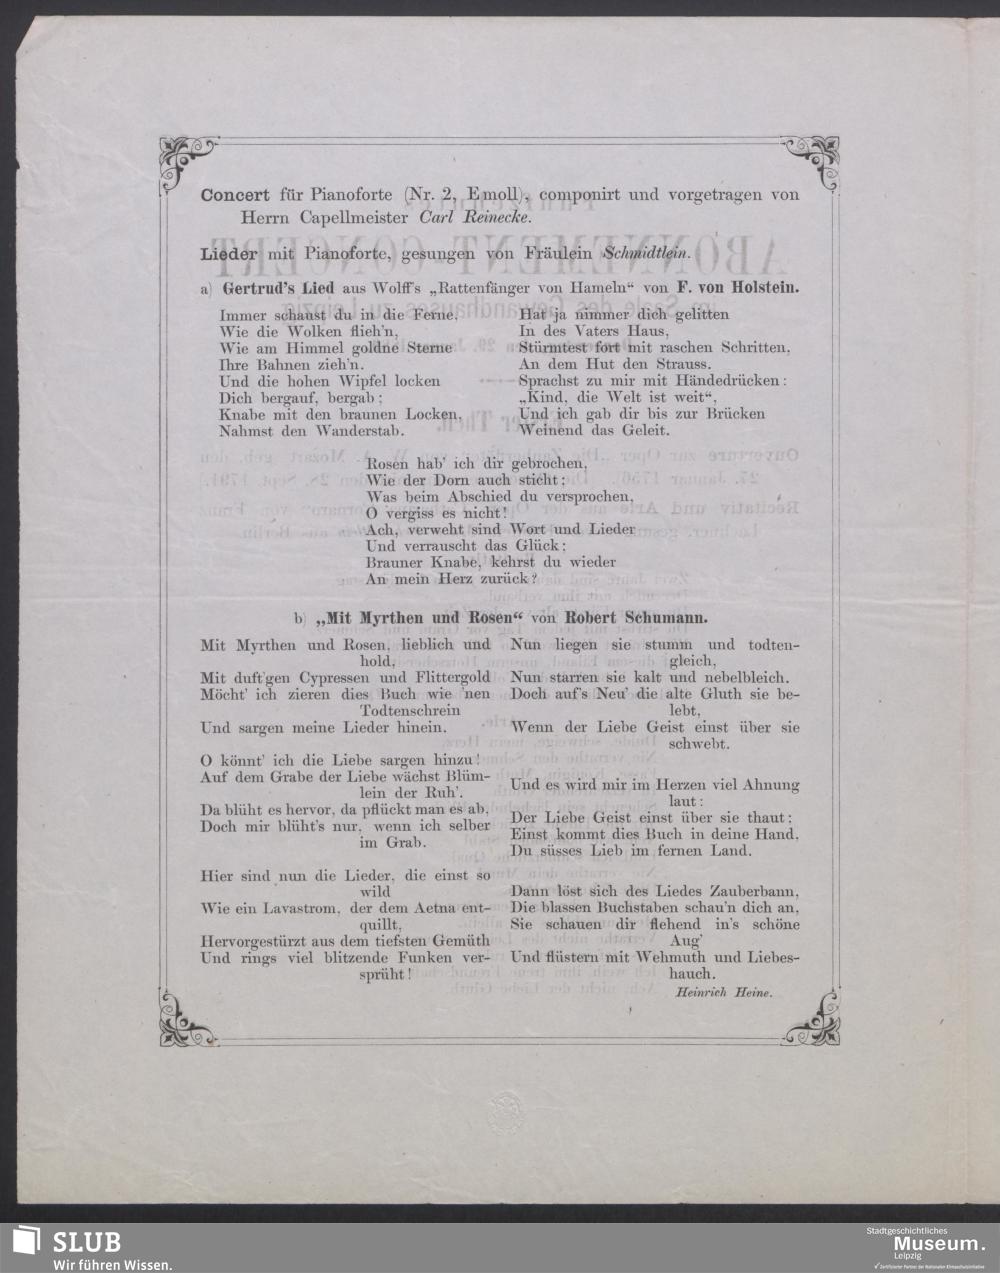 Concert für Pianoforte (Nr. 2, E moll), componirt und vorgetragen von
Herrn Capellmeister Carl Reinecke.
Lieder mit Pianoforte, gesungen von Fräulein Schmidtlein.
a) Gertrud's Lied aus Wolff's „Rattenfänger von Hameln“ von F. von Holstein.
Immer schaust du in die Ferne,
Wie die Wolken flieh'n,
Wie am Himmel goldne Sterne
Ihre Bahnen zieh'n.
Und die hohen Wipfel locken
Dich bergauf, bergab;
Knabe mit den braunen Locken,
Nahmst den Wanderstab.
Hat ja nimmer dich gelitten
In des Vaters Haus,
Stürmtest fort mit raschen Schritten,
An dem Hut den Strauss.
Sprachst zu mir mit Händedrücken:
„Kind, die Welt ist weit“,
Und ich gab dir bis zur Brücken
Weinend das Geleit.
Rosen hab' ich dir gebrochen,
Wie der Dorn auch sticht;
Was beim Abschied du versprochen,
O vergiss es nicht!
Ach, verweht sind Wort und Lieder
Und verrauscht das Glück;
Brauner Knabe, kehrst du wieder
An mein Herz zurück?
b) „Mit Myrthen und Rosen“ von Robert Schumann.
Mit Myrthen und Rosen, lieblich und
hold,
Mit duft'gen Cypressen und Flittergold
Möcht' ich zieren dies Buch wie 'nen
Todtenschrein
Und sargen meine Lieder hinein.
O könnt' ich die Liebe sargen hinzu!
Auf dem Grabe der Liebe wächst Blüm-
lein der Ruh'.
Da blüht es hervor, da pflückt man es ab,
Doch mir blüht's nur, wenn ich selber
im Grab.
Hier sind nun die Lieder, die einst so
wild
Wie ein Lavastrom, der dem Aetna ent-
quillt,
Hervorgestürzt aus dem tiefsten Gemüth
Und rings viel blitzende Funken ver-
sprüht!
Nun liegen sie stumm und todten-
gleich,
Nun starren sie kalt und nebelbleich.
Doch auf's Neu' die alte Gluth sie be-
lebt,
Wenn der Liebe Geist einst über sie
schwebt.
Und es wird mir im Herzen viel Ahnung
laut:
Der Liebe Geist einst über sie thaut;
Einst kommt dies Buch in deine Hand,
Du süsses Lieb im fernen Land.
Dann löst sich des Liedes Zauberbann,
Die blassen Buchstaben schau'n dich an,
Sie schauen dir flehend in's schöne
Aug'
Und flüstern mit Wehmuth und Liebes-
hauch.
Heinrich Heine.
SLUB
Wir führen Wissen.
Stadtgeschichtliches
Museum.
Leipzig
Zertifizierter Partner der Nationalen Klimaschutzinitiative